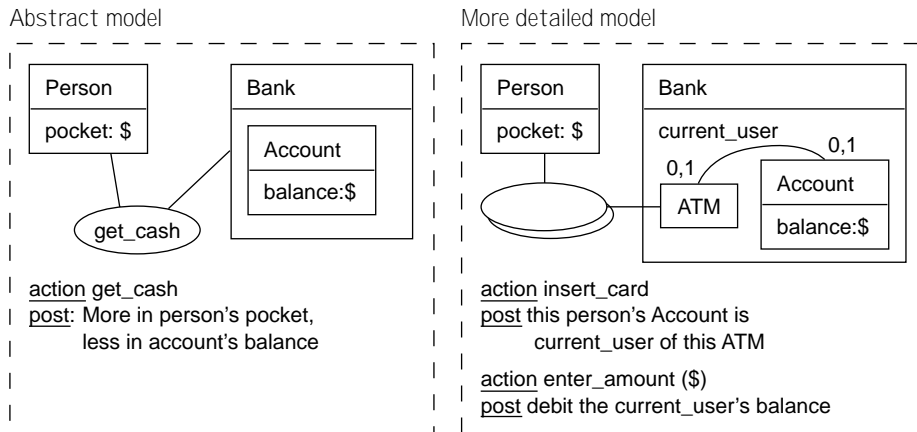 Abstract model
Person
pocket: $
Bank
Account
balance:$
get_cash
action get_cash
post: More in person's pocket,
less in account's balance
More detailed model
Person
pocket: $
Bank
current_user
0,1
0,1
ATM
Account
balance:$
action insert_card
post this person's Account is
current_user of this ATM
action enter_amount ($)
post debit the current_user's balance